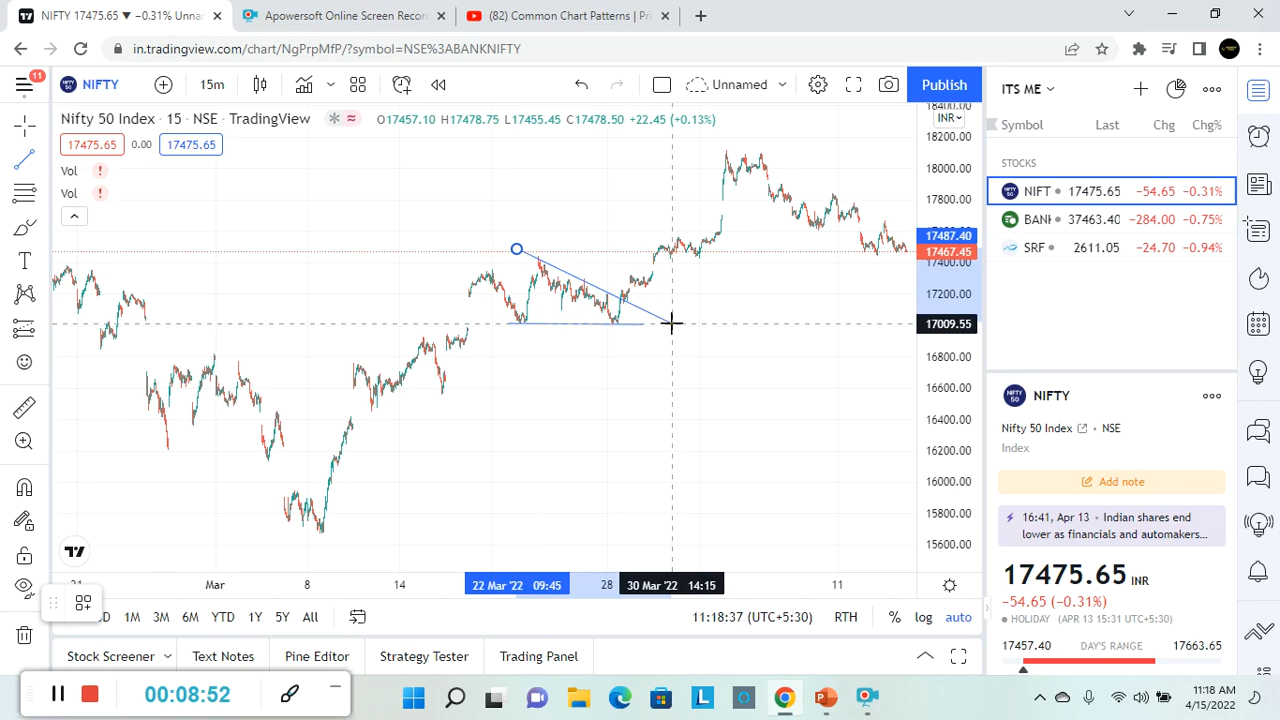 NIFTY 17475.65 ▼ −0.31% Unnar
Apowersoft Online Screen Record
(82) Common Chart Patterns | Pri
in.tradingview.com/chart/NgPrpMfP/?symbol=NSE%3ABANKNIFTY
11
NIFTY
15m
Unnamed
Publish
Nifty 50 Index · 15 · NSE · TradingView
O17457.10 H17478.75 L17455.45 C17478.50 +22.45 (+0.13%)
17475.65 0.00 17475.65
Vol !
Vol !
18400.00
INR
18200.00
18000.00
17800.00
17600.00
17487.40
17467.45
17400.00
17200.00
17009.55
16800.00
16600.00
16400.00
16200.00
16000.00
15800.00
15600.00
21 Mar 8 14 22 Mar '22 09:45 28 30 Mar '22 14:15 11
1M 3M 6M YTD 1Y 5Y All
11:18:37 (UTC+5:30) RTH % log auto
Stock Screener Text Notes Pine Editor Strategy Tester Trading Panel
ITS ME
Symbol Last Chg Chg%
STOCKS
NIFT 17475.65 −54.65 −0.31%
BANK 37463.40 −284.00 −0.75%
SRF 2611.05 −24.70 −0.94%
NIFTY
50
NIFTY
Nifty 50 Index · NSE
Index
Add note
16:41, Apr 13 · Indian shares end
lower as financials and automakers...
17475.65 INR
−54.65 (−0.31%)
HOLIDAY (APR 13 15:31 UTC+5:30)
17457.40 DAY'S RANGE 17663.65
00:08:52
11:18 AM
4/15/2022